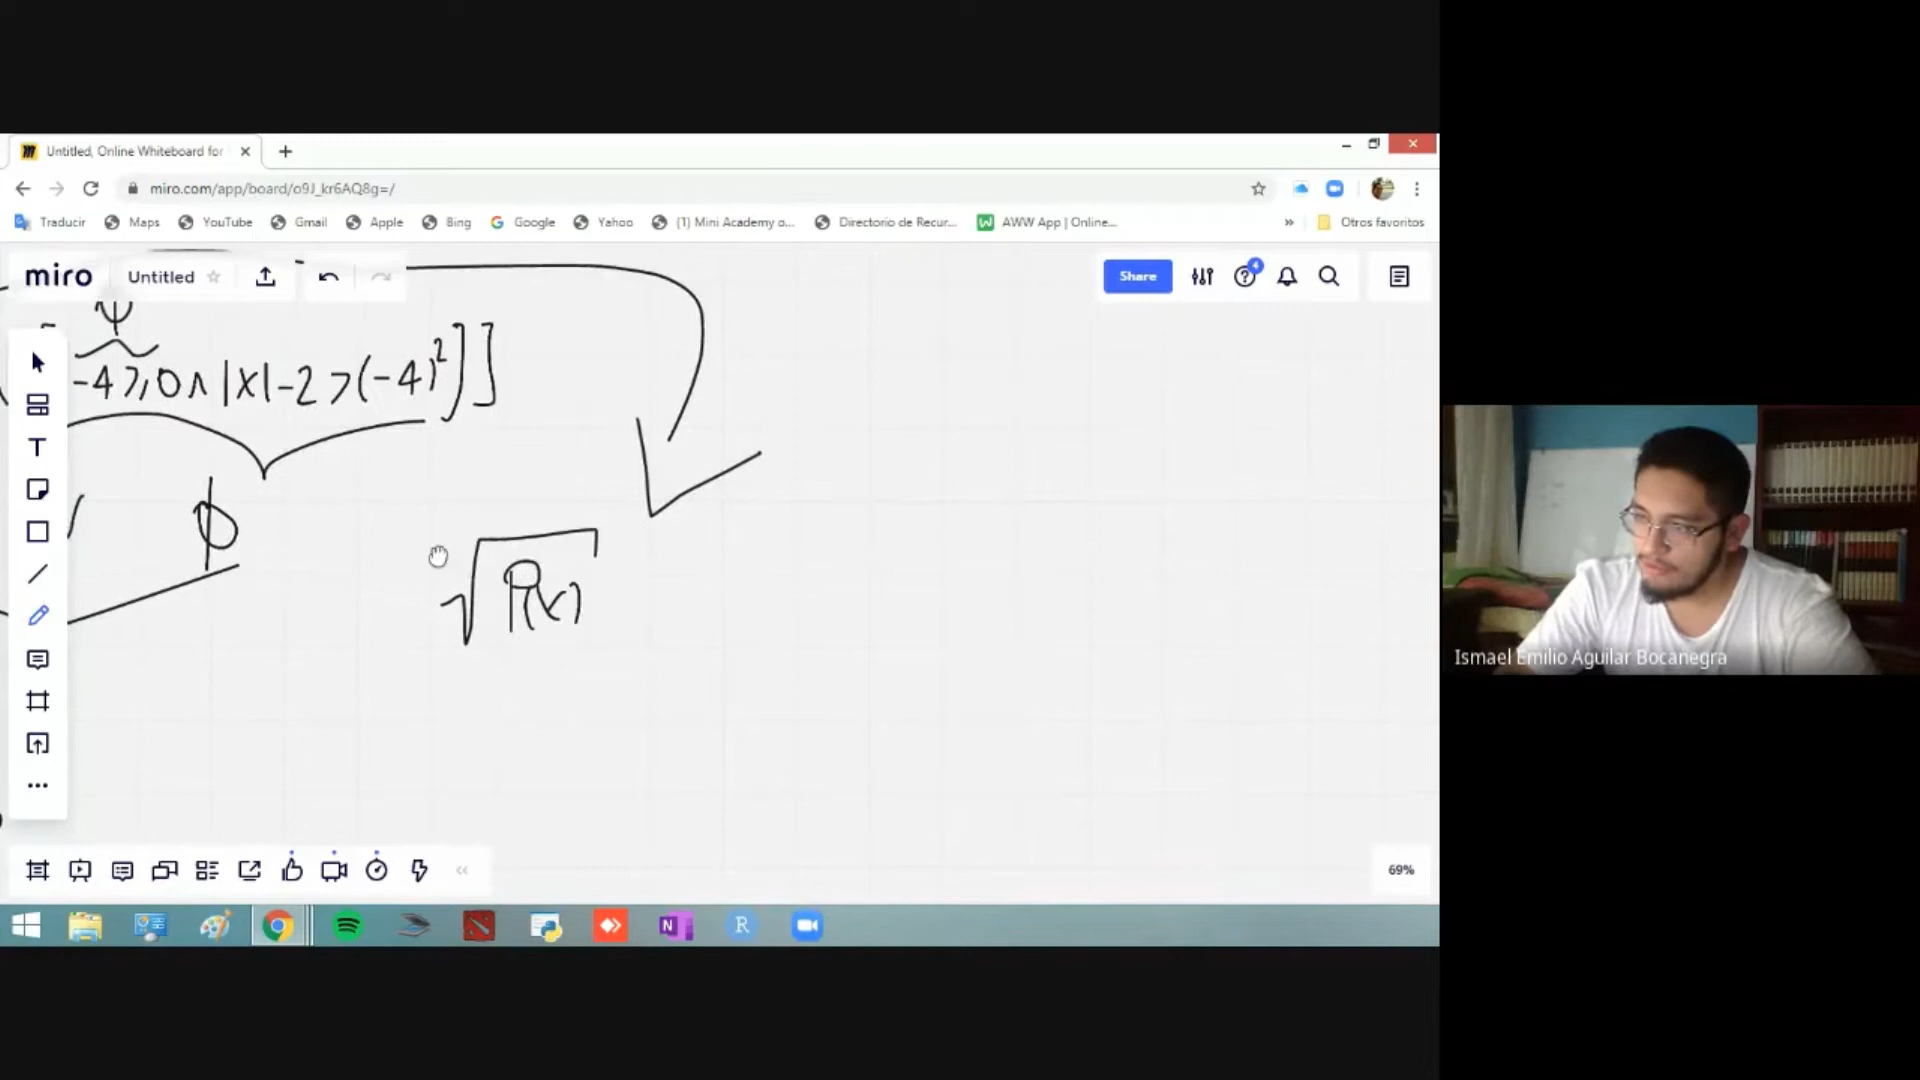 Untitled, Online Whiteboard for
miro.com/app/board/o9J_kr6AQ8g=/
Traducir Maps YouTube Gmail Apple Bing Google Yahoo (1) Mini Academy o... Directorio de Recur... AWW App | Online... » Otros favoritos
miro Untitled Share 4
ϕ
-4⩾0∧|x|-2>(-4)²]]
ϕ
√P(x)
T
Ismael Emilio Aguilar Bocanegra
69%
N R